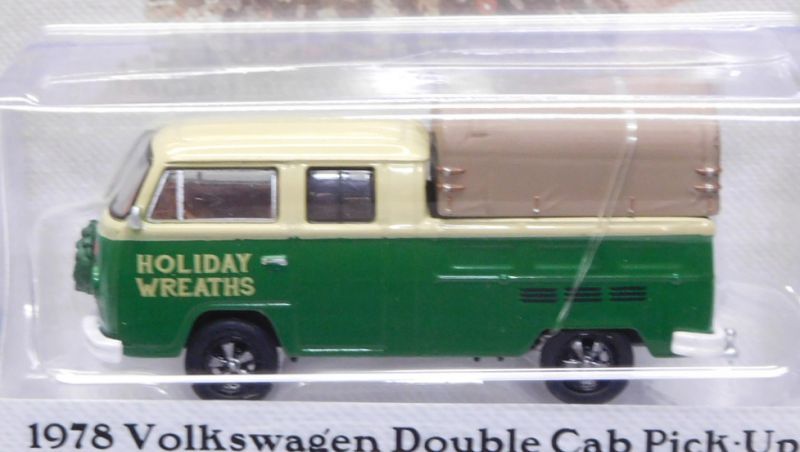 HOLIDAY
WREATHS
1978 Volkswagen Double Cab Pick-Up